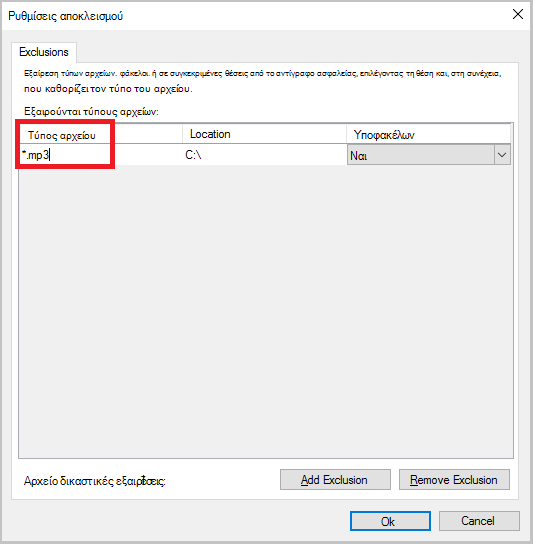 Ρυθμίσεις αποκλεισμού
Exclusions
Εξαίρεση τύπων αρχείων. φάκελοι. ή σε συγκεκριμένες θέσεις από το αντίγραφο ασφαλείας, επιλέγοντας τη θέση και, στη συνέχεια,
που καθορίζει τον τύπο του αρχείου.
Εξαιρούνται τύπους αρχείων:
Τύπος αρχείου Location Υποφακέλων
*.mp3 C:\ Ναι
Αρχείο δικαστικές εξαιρέσεις: Add Exclusion Remove Exclusion
Ok Cancel